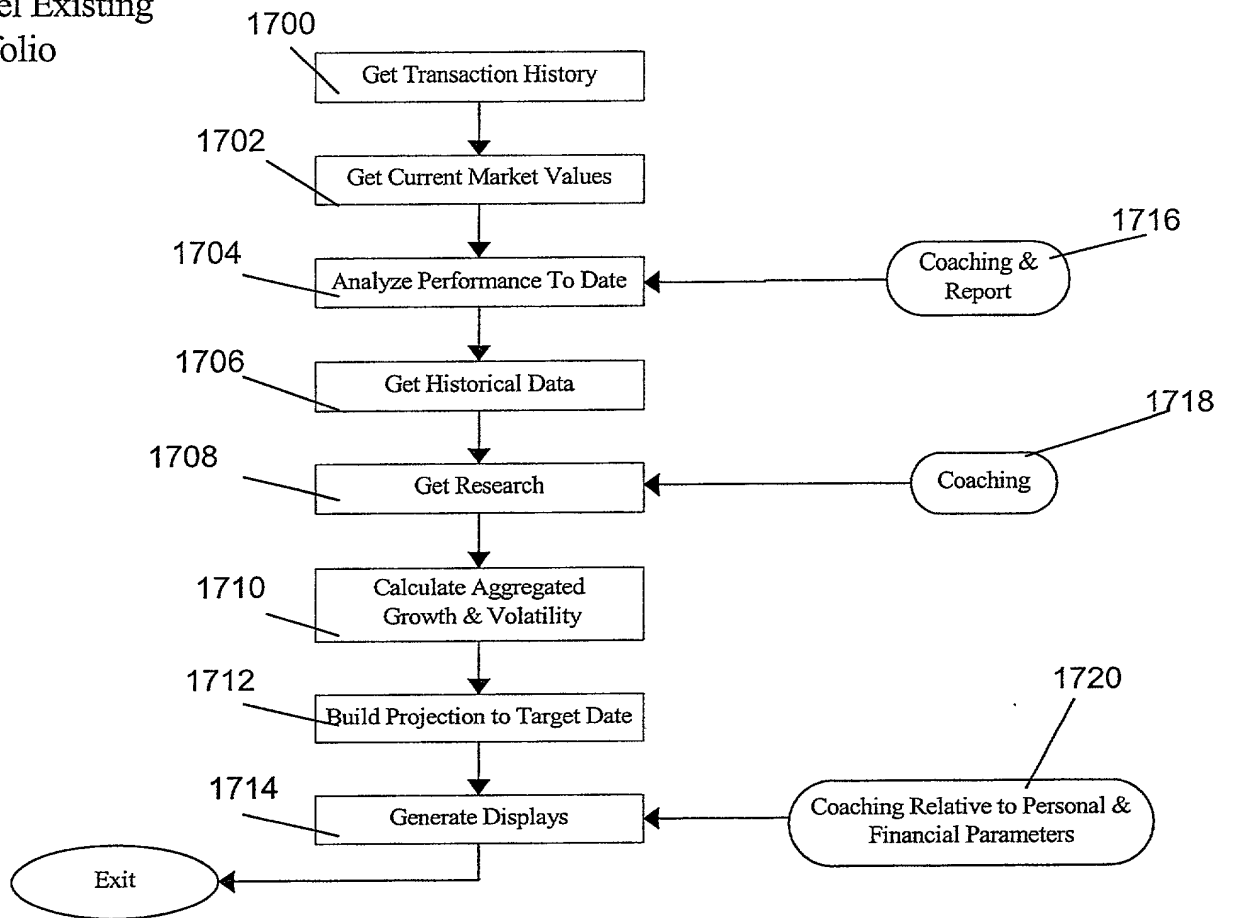 el Existing
folio
1700
Get Transaction History
1702
Get Current Market Values
1704
Analyze Performance To Date
1716
Coaching &
Report
1706
Get Historical Data
1718
1708
Get Research
Coaching
1710
Calculate Aggregated
Growth & Volatility
1712
Build Projection to Target Date
1720
1714
Generate Displays
Coaching Relative to Personal &
Financial Parameters
Exit